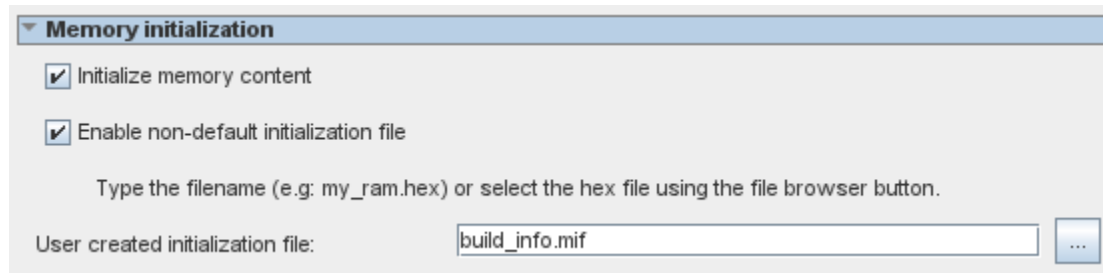 Memory initialization
Initialize memory content
Enable non-default initialization file
Type the filename (e.g: my_ram.hex) or select the hex file using the file browser button.
User created initialization file: build_info.mif ...